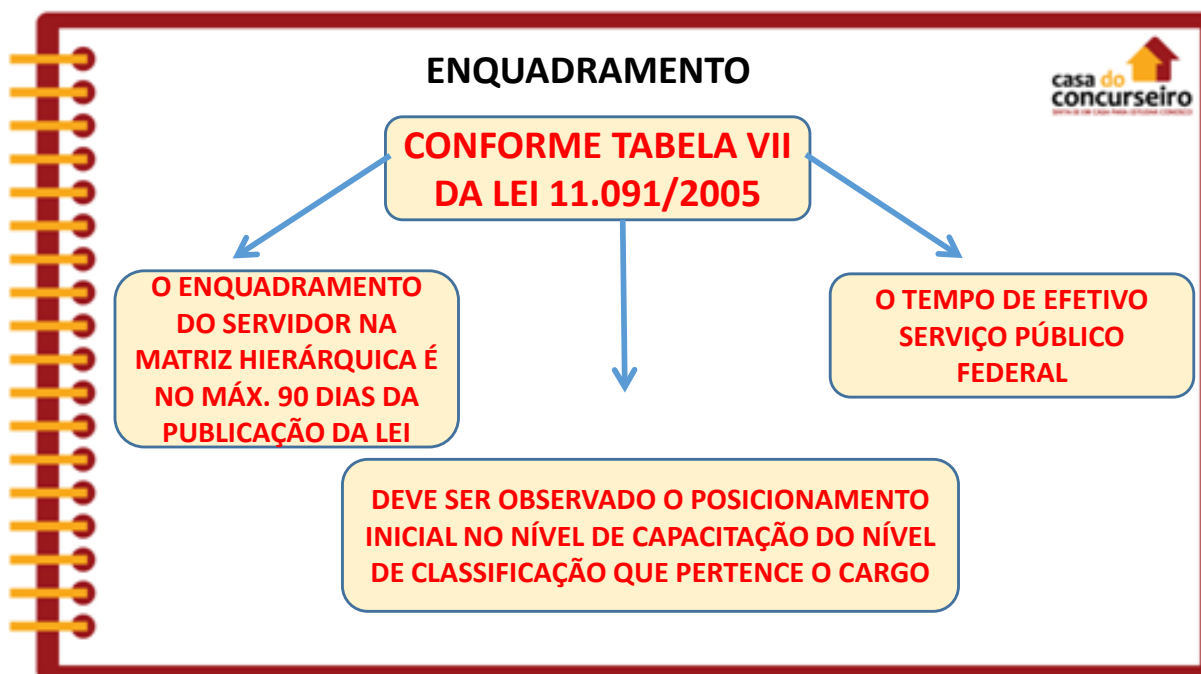 ENQUADRAMENTO
casa do
concurseiro
CONFORME TABELA VII
DA LEI 11.091/2005
O ENQUADRAMENTO
DO SERVIDOR NA
MATRIZ HIERÁRQUICA É
NO MÁX. 90 DIAS DA
PUBLICAÇÃO DA LEI
O TEMPO DE EFETIVO
SERVIÇO PÚBLICO
FEDERAL
DEVE SER OBSERVADO O POSICIONAMENTO
INICIAL NO NÍVEL DE CAPACITAÇÃO DO NÍVEL
DE CLASSIFICAÇÃO QUE PERTENCE O CARGO